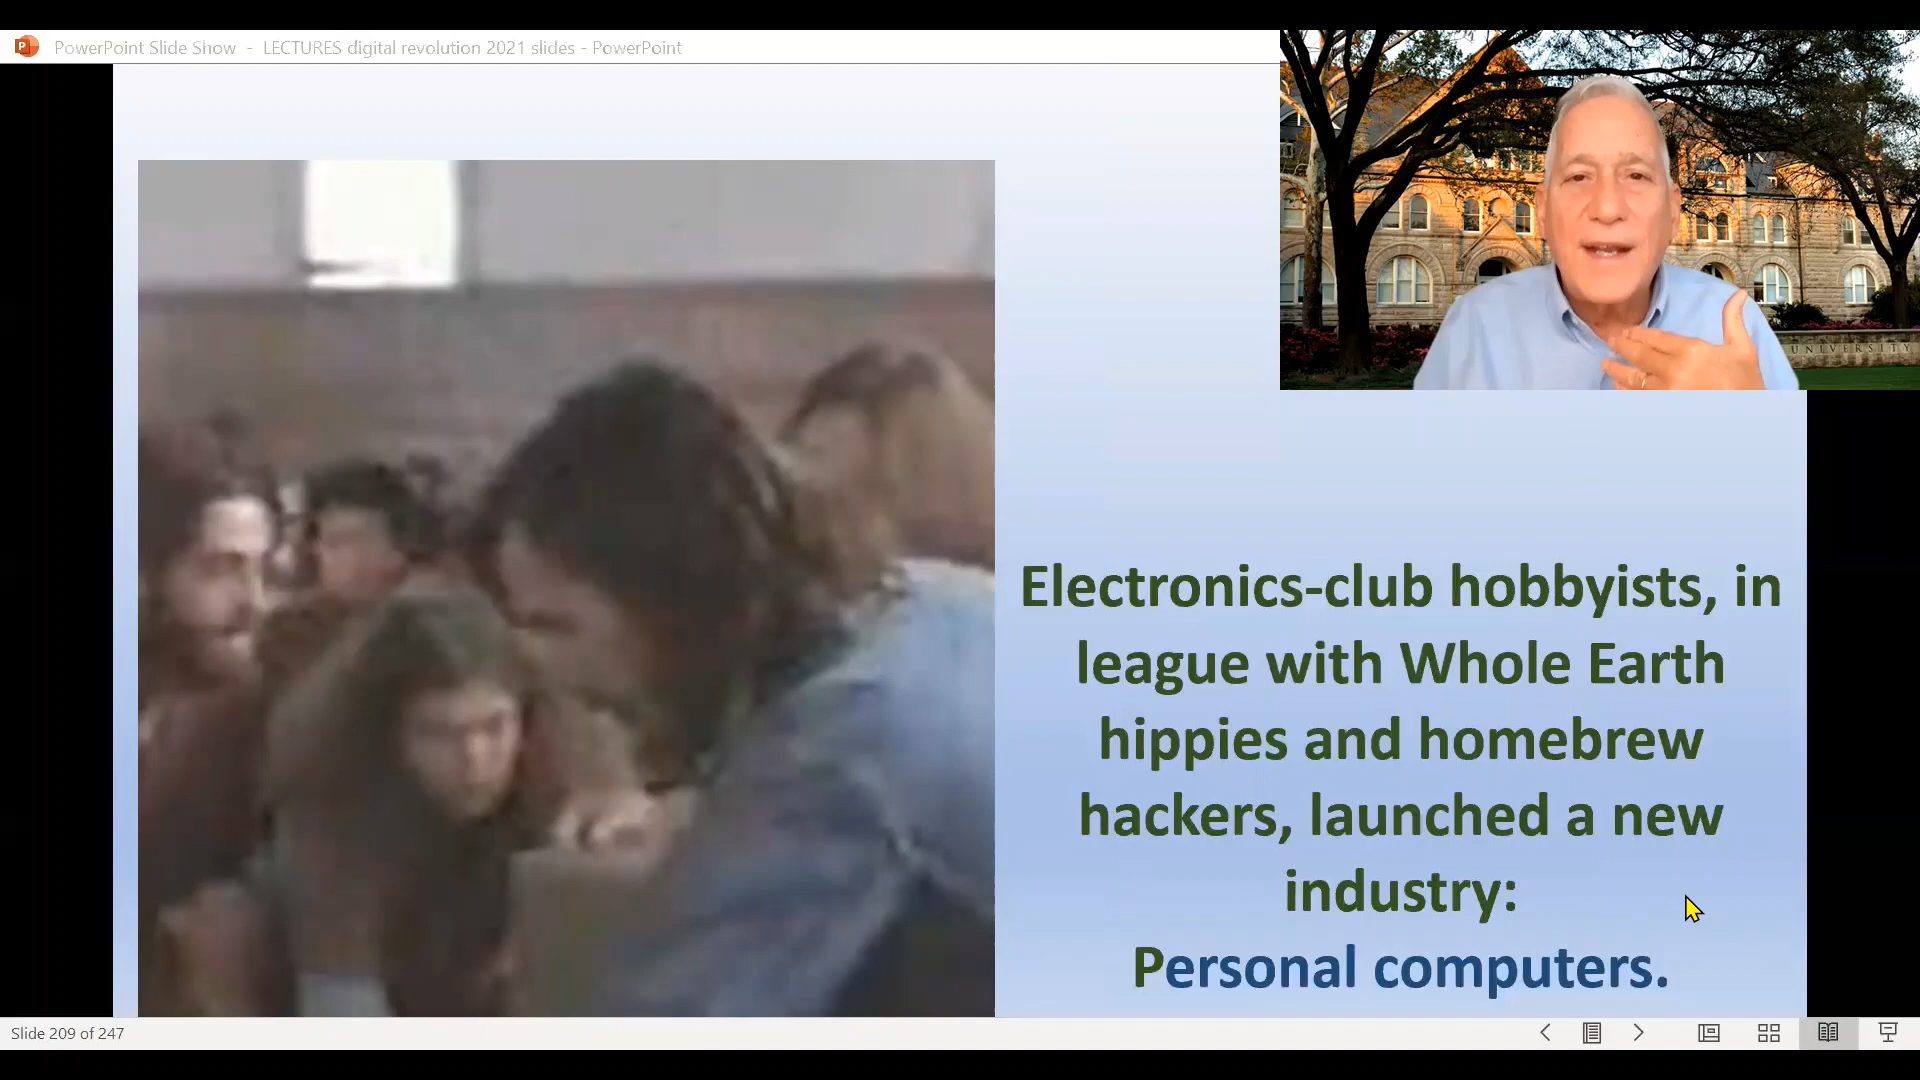 PowerPoint Slide Show - LECTURES digital revolution 2021 slides - PowerPoint
UNIVERSITY
Electronics-club hobbyists, in
league with Whole Earth
hippies and homebrew
hackers, launched a new
industry:
Personal computers.
Slide 209 of 247